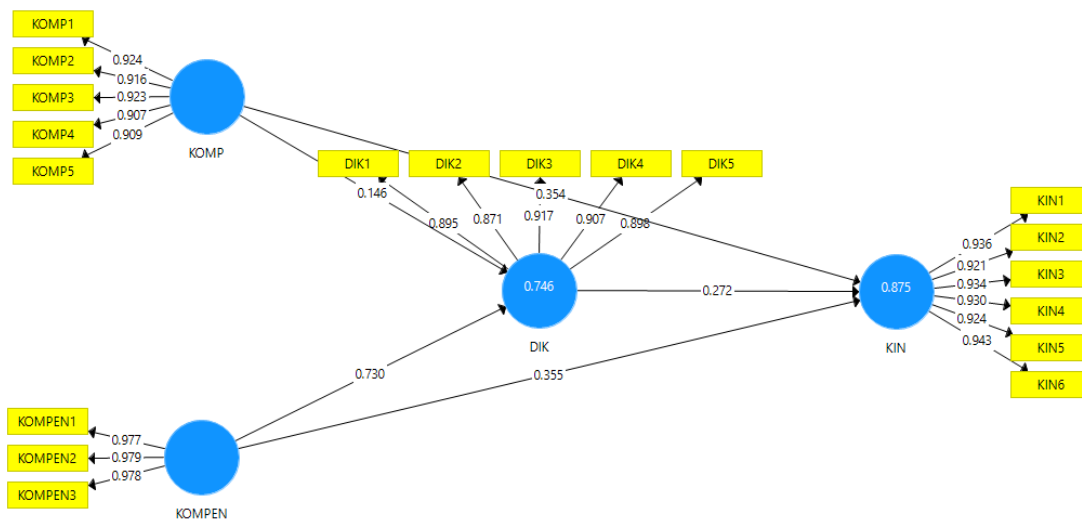 KOMP1
KOMP2
KOMP3
KOMP4
KOMP5
0.924
0.916
0.923
0.907
0.909
KOMP
DIK1
DIK2
DIK3
DIK4
DIK5
0.146
0.354
0.895
0.871
0.917
0.907
0.898
0.746
DIK
0.272
0.730
0.355
KIN1
KIN2
KIN3
KIN4
KIN5
KIN6
0.936
0.921
0.934
0.930
0.924
0.943
0.875
KIN
KOMPEN1
KOMPEN2
KOMPEN3
0.977
0.979
0.978
KOMPEN